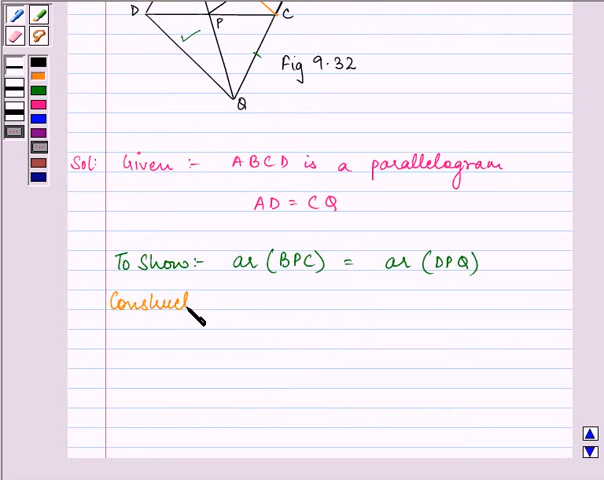 D P C
Q
Fig 9.32
Sol: Given :- ABCD is a parallelogram
AD = CQ
To Show:- ar (BPC) = ar (DPQ)
Construct